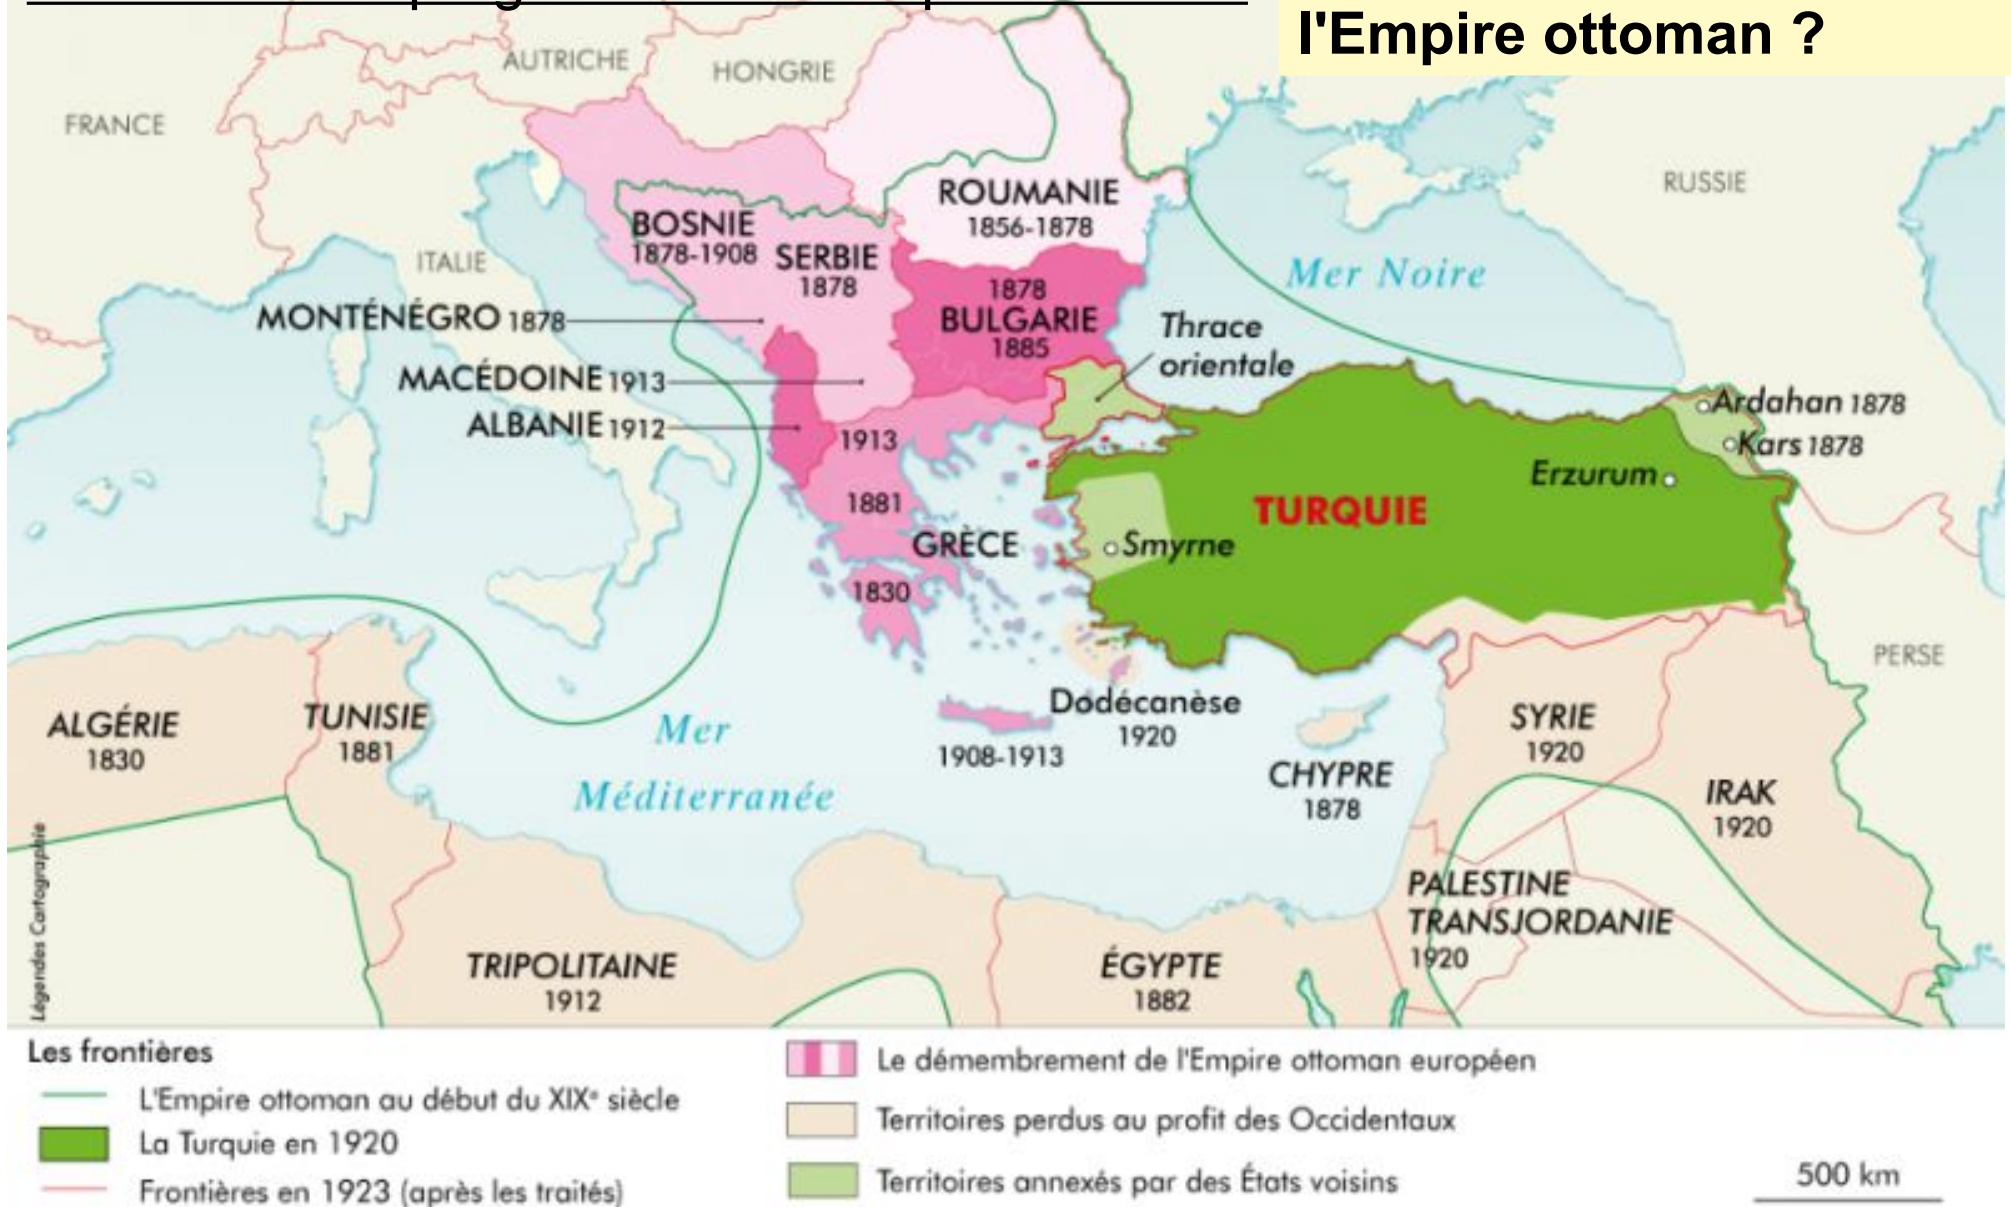 l'Empire ottoman ?
AUTRICHE
HONGRIE
FRANCE
RUSSIE
ROUMANIE
1856-1878
BOSNIE
1878-1908
SERBIE
1878
ITALIE
Mer Noire
1878
BULGARIE
1885
MONTÉNÉGRO 1878
Thrace
orientale
MACÉDOINE 1913
ALBANIE 1912
Ardahan 1878
Kars 1878
1913
Erzurum
1881
TURQUIE
GRÈCE
Smyrne
1830
PERSE
ALGÉRIE
1830
TUNISIE
1881
Mer
Méditerranée
Dodécanèse
1920
1908-1913
CHYPRE
1878
SYRIE
1920
IRAK
1920
PALESTINE
TRANSJORDANIE
1920
TRIPOLITAINE
1912
ÉGYPTE
1882
Légendes Cartographie
Les frontières
L'Empire ottoman au début du XIXe siècle
La Turquie en 1920
Frontières en 1923 (après les traités)
Le démembrement de l'Empire ottoman européen
Territoires perdus au profit des Occidentaux
Territoires annexés par des États voisins
500 km